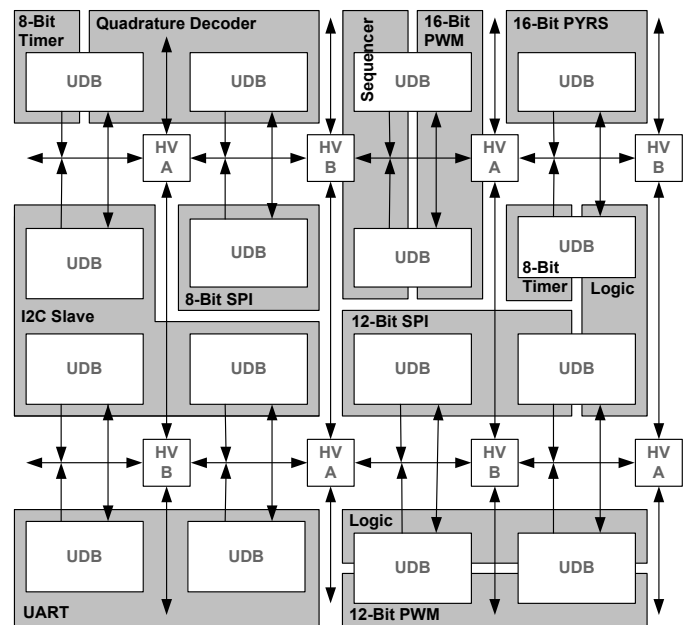 8-Bit
Timer
Quadrature Decoder
Sequencer
16-Bit
PWM
16-Bit PYRS
UDB
UDB
UDB
UDB
HV
A
HV
B
HV
A
HV
B
UDB
UDB
UDB
UDB
8-Bit SPI
8-Bit
Timer
Logic
I2C Slave
12-Bit SPI
UDB
UDB
UDB
UDB
HV
B
HV
A
HV
B
HV
A
Logic
UDB
UDB
UDB
UDB
UART
12-Bit PWM